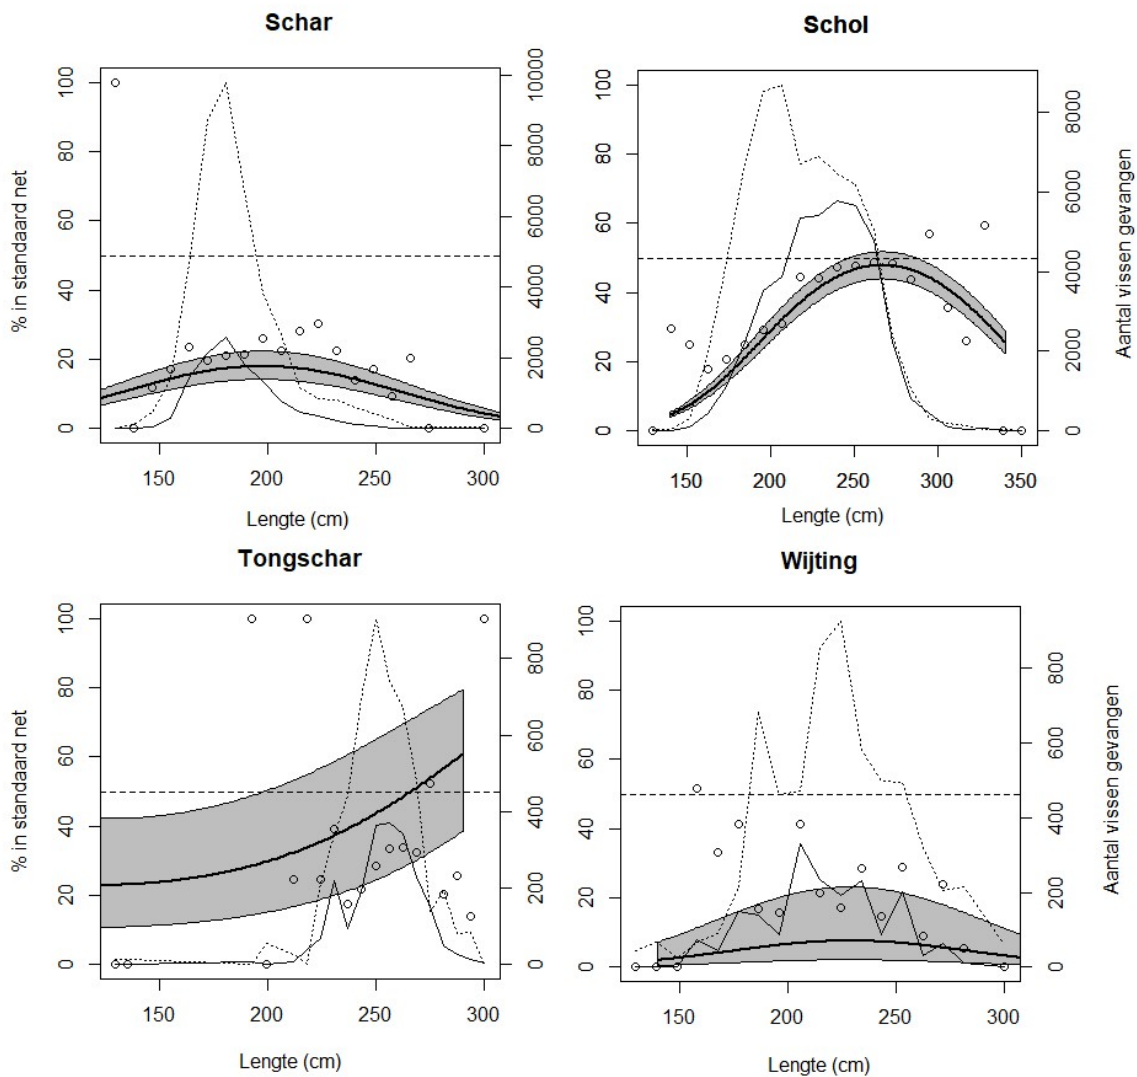 Schar
Schol
% in standaard net
0 20 40 60 80 100
0 2000 4000 6000 8000 10000
150 200 250 300
Lengte (cm)
0 20 40 60 80 100
0 2000 4000 6000 8000
Aantal vissen gevangen
150 200 250 300 350
Lengte (cm)
Tongschar
Wijting
% in standaard net
0 20 40 60 80 100
0 200 400 600 800
150 200 250 300
Lengte (cm)
0 20 40 60 80 100
0 200 400 600 800
Aantal vissen gevangen
150 200 250 300
Lengte (cm)